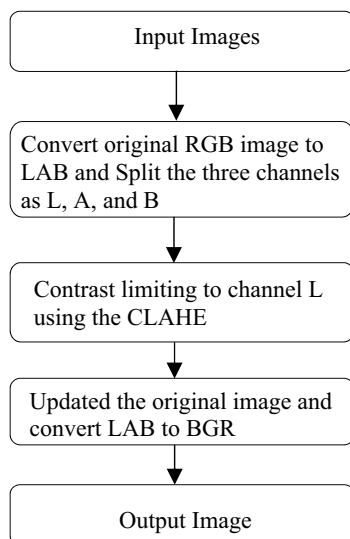 Input Images
Convert original RGB image to
LAB and Split the three channels
as L, A, and B
Contrast limiting to channel L
using the CLAHE
Updated the original image and
convert LAB to BGR
Output Image